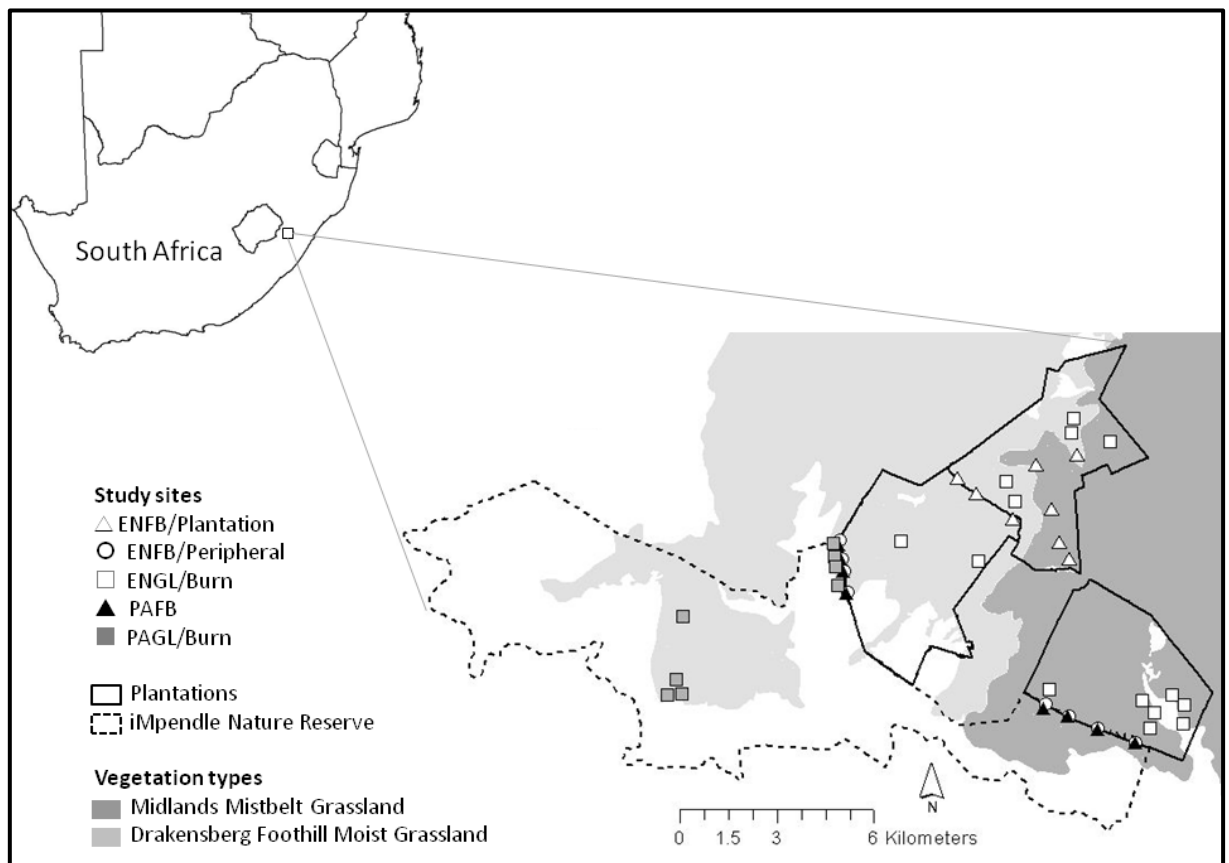 South Africa
Study sites
ENFB/Plantation
ENFB/Peripheral
ENGL/Burn
PAFB
PAGL/Burn
Plantations
iMpendle Nature Reserve
Vegetation types
Midlands Mistbelt Grassland
Drakensberg Foothill Moist Grassland
N
0 1.5 3 6 Kilometers